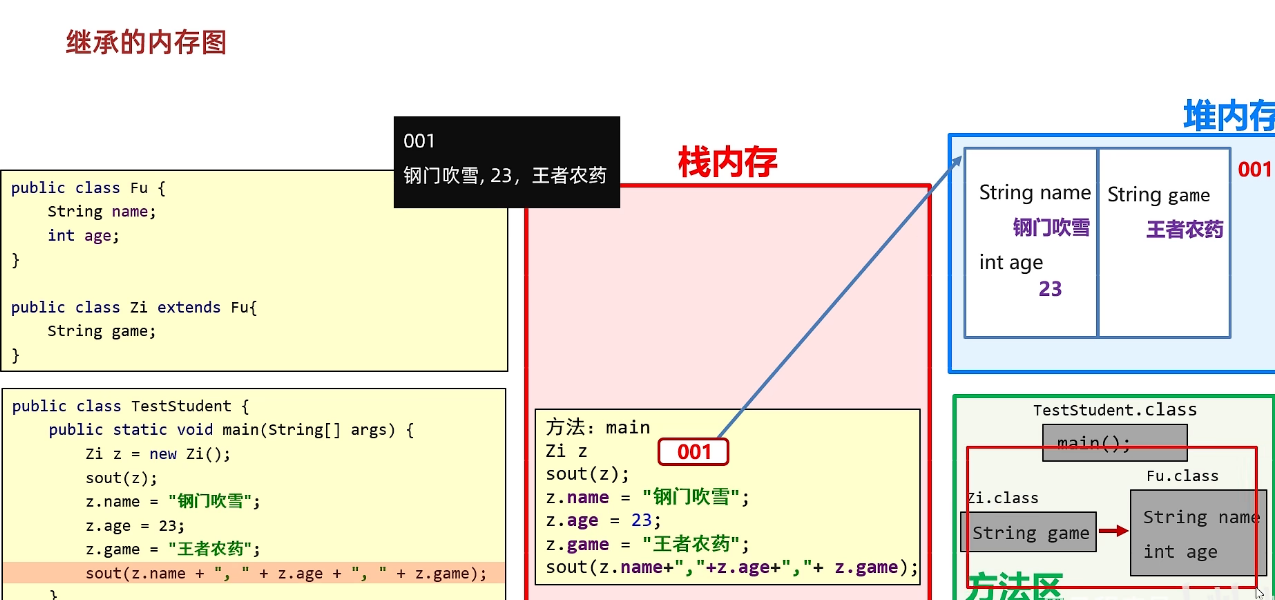 继承的内存图
001
钢门吹雪, 23，王者农药
public class Fu {
String name;
int age;
}
public class Zi extends Fu{
String game;
}
public class TestStudent {
public static void main(String[] args) {
Zi z = new Zi();
sout(z);
z.name = "钢门吹雪";
z.age = 23;
z.game = "王者农药";
sout(z.name + ", " + z.age + ", " + z.game);
}
栈内存
方法：main
Zi z
001
sout(z);
z.name = "钢门吹雪";
z.age = 23;
z.game = "王者农药";
sout(z.name+","+z.age+","+ z.game);
堆内存
001
String name
钢门吹雪
int age
23
String game
王者农药
TestStudent.class
main();
Fu.class
Zi.class
String name
int age
String game
方法区